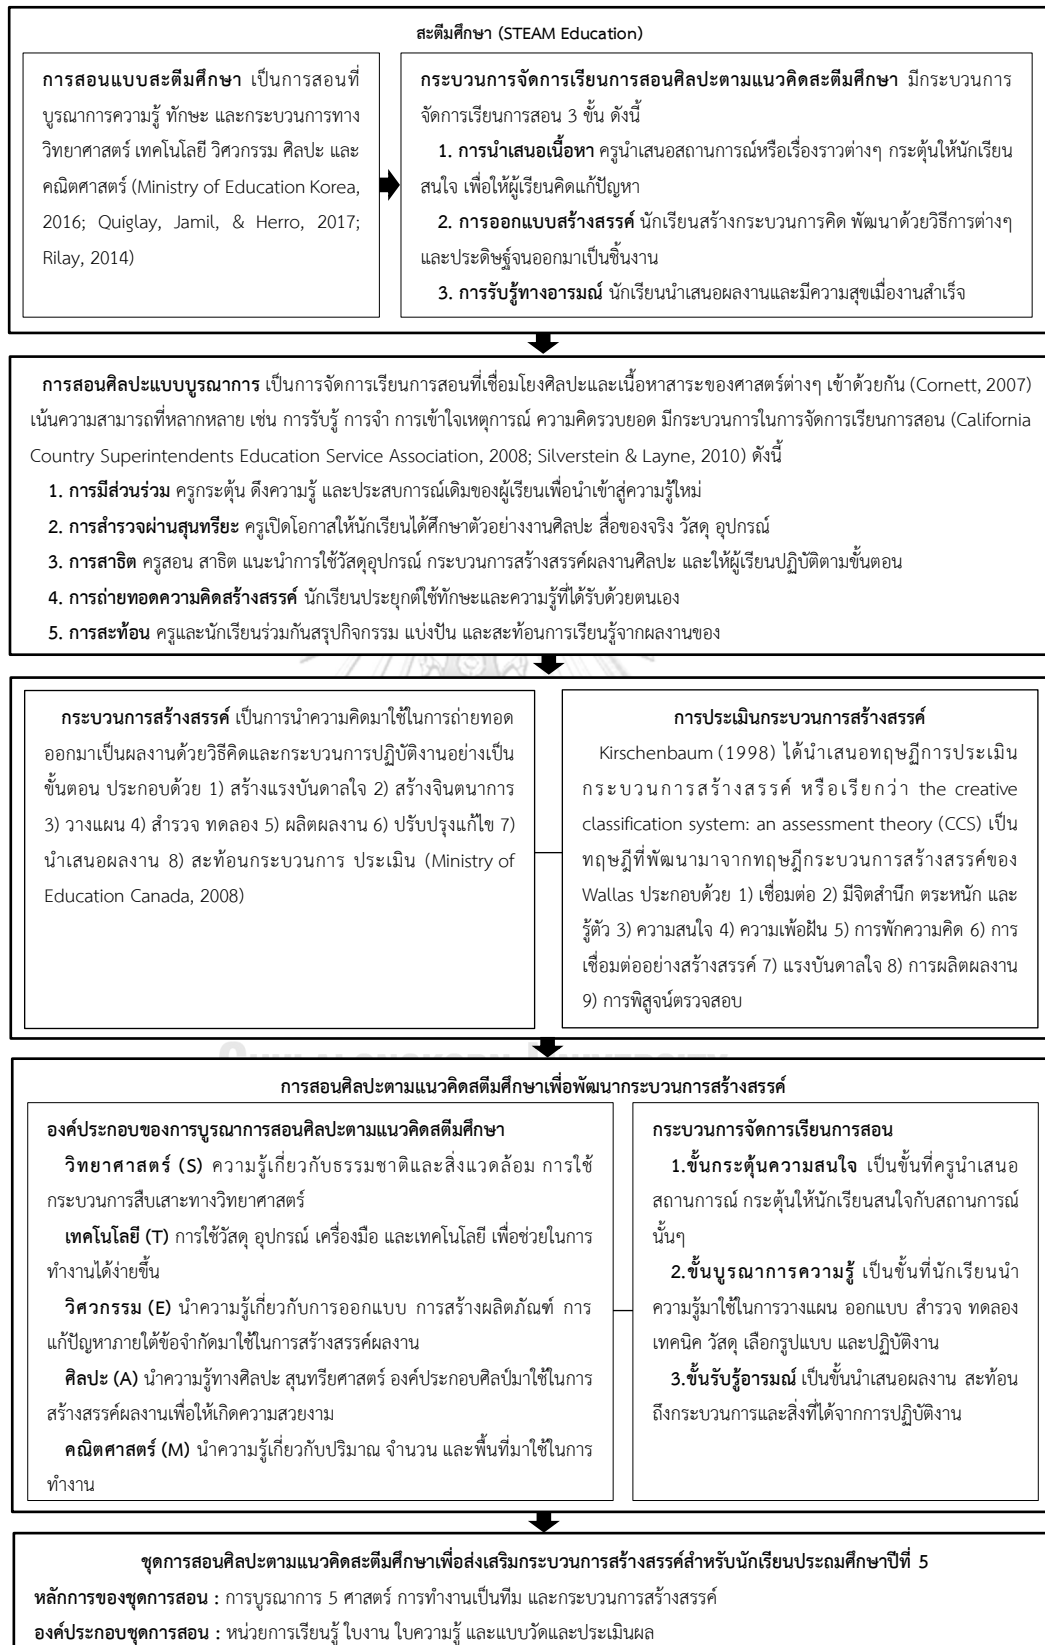 สะตีมศึกษา (STEAM Education)
การสอนแบบสะตีมศึกษา เป็นการสอนที่
บูรณาการความรู้ ทักษะ และกระบวนการทาง
วิทยาศาสตร์ เทคโนโลยี วิศวกรรม ศิลปะ และ
คณิตศาสตร์ (Ministry of Education Korea,
2016; Quiglay, Jamil, & Herro, 2017;
Rilay, 2014)
กระบวนการจัดการเรียนการสอนศิลปะตามแนวคิดสะตีมศึกษา มีกระบวนการ
จัดการเรียนการสอน 3 ขั้น ดังนี้
1. การนำเสนอเนื้อหา ครูนำเสนอสถานการณ์หรือเรื่องราวต่างๆ กระตุ้นให้นักเรียน
สนใจ เพื่อให้ผู้เรียนคิดแก้ปัญหา
2. การออกแบบสร้างสรรค์ นักเรียนสร้างกระบวนการคิด พัฒนาด้วยวิธีการต่างๆ
และประดิษฐ์จนออกมาเป็นชิ้นงาน
3. การรับรู้ทางอารมณ์ นักเรียนนำเสนอผลงานและมีความสุขเมื่องานสำเร็จ
การสอนศิลปะแบบบูรณาการ เป็นการจัดการเรียนการสอนที่เชื่อมโยงศิลปะและเนื้อหาสาระของศาสตร์ต่างๆ เข้าด้วยกัน (Cornett, 2007)
เน้นความสามารถที่หลากหลาย เช่น การรับรู้ การจำ การเข้าใจเหตุการณ์ ความคิดรวบยอด มีกระบวนการในการจัดการเรียนการสอน (California
Country Superintendents Education Service Association, 2008; Silverstein & Layne, 2010) ดังนี้
1. การมีส่วนร่วม ครูกระตุ้น ดึงความรู้ และประสบการณ์เดิมของผู้เรียนเพื่อนำเข้าสู่ความรู้ใหม่
2. การสำรวจผ่านสุนทรียะ ครูเปิดโอกาสให้นักเรียนได้ศึกษาตัวอย่างงานศิลปะ สื่อของจริง วัสดุ อุปกรณ์
3. การสาธิต ครูสอน สาธิต แนะนำการใช้วัสดุอุปกรณ์ กระบวนการสร้างสรรค์ผลงานศิลปะ และให้ผู้เรียนปฏิบัติตามขั้นตอน
4. การถ่ายทอดความคิดสร้างสรรค์ นักเรียนประยุกต์ใช้ทักษะและความรู้ที่ได้รับด้วยตนเอง
5. การสะท้อน ครูและนักเรียนร่วมกันสรุปกิจกรรม แบ่งปัน และสะท้อนการเรียนรู้จากผลงานของ
กระบวนการสร้างสรรค์ เป็นการนำความคิดมาใช้ในการถ่ายทอด
ออกมาเป็นผลงานด้วยวิธีคิดและกระบวนการปฏิบัติงานอย่างเป็น
ขั้นตอน ประกอบด้วย 1) สร้างแรงบันดาลใจ 2) สร้างจินตนาการ
3) วางแผน 4) สำรวจ ทดลอง 5) ผลิตผลงาน 6) ปรับปรุงแก้ไข 7)
นำเสนอผลงาน 8) สะท้อนกระบวนการ ประเมิน (Ministry of
Education Canada, 2008)
การประเมินกระบวนการสร้างสรรค์
Kirschenbaum (1998) ได้นำเสนอทฤษฎีการประเมิน
กระบวนการสร้างสรรค์ หรือเรียกว่า the creative
classification system: an assessment theory (CCS) เป็น
ทฤษฎีที่พัฒนามาจากทฤษฎีกระบวนการสร้างสรรค์ของ
Wallas ประกอบด้วย 1) เชื่อมต่อ 2) มีจิตสำนึก ตระหนัก และ
รู้ตัว 3) ความสนใจ 4) ความเพ้อฝัน 5) การพักความคิด 6) การ
เชื่อมต่ออย่างสร้างสรรค์ 7) แรงบันดาลใจ 8) การผลิตผลงาน
9) การพิสูจน์ตรวจสอบ
การสอนศิลปะตามแนวคิดสตีมศึกษาเพื่อพัฒนากระบวนการสร้างสรรค์
องค์ประกอบของการบูรณาการสอนศิลปะตามแนวคิดสตีมศึกษา
วิทยาศาสตร์ (S) ความรู้เกี่ยวกับธรรมชาติและสิ่งแวดล้อม การใช้
กระบวนการสืบเสาะทางวิทยาศาสตร์
เทคโนโลยี (T) การใช้วัสดุ อุปกรณ์ เครื่องมือ และเทคโนโลยี เพื่อช่วยในการ
ทำงานได้ง่ายขึ้น
วิศวกรรม (E) นำความรู้เกี่ยวกับการออกแบบ การสร้างผลิตภัณฑ์ การ
แก้ปัญหาภายใต้ข้อจำกัดมาใช้ในการสร้างสรรค์ผลงาน
ศิลปะ (A) นำความรู้ทางศิลปะ สุนทรียศาสตร์ องค์ประกอบศิลป์มาใช้ในการ
สร้างสรรค์ผลงานเพื่อให้เกิดความสวยงาม
คณิตศาสตร์ (M) นำความรู้เกี่ยวกับปริมาณ จำนวน และพื้นที่มาใช้ในการ
ทำงาน
กระบวนการจัดการเรียนการสอน
1.ขั้นกระตุ้นความสนใจ เป็นขั้นที่ครูนำเสนอ
สถานการณ์ กระตุ้นให้นักเรียนสนใจกับสถานการณ์
นั้นๆ
2.ขั้นบูรณาการความรู้ เป็นขั้นที่นักเรียนนำ
ความรู้มาใช้ในการวางแผน ออกแบบ สำรวจ ทดลอง
เทคนิค วัสดุ เลือกรูปแบบ และปฏิบัติงาน
3.ขั้นรับรู้อารมณ์ เป็นขั้นนำเสนอผลงาน สะท้อน
ถึงกระบวนการและสิ่งที่ได้จากการปฏิบัติงาน
ชุดการสอนศิลปะตามแนวคิดสะตีมศึกษาเพื่อส่งเสริมกระบวนการสร้างสรรค์สำหรับนักเรียนประถมศึกษาปีที่ 5
หลักการของชุดการสอน : การบูรณาการ 5 ศาสตร์ การทำงานเป็นทีม และกระบวนการสร้างสรรค์
องค์ประกอบชุดการสอน : หน่วยการเรียนรู้ ใบงาน ใบความรู้ และแบบวัดและประเมินผล